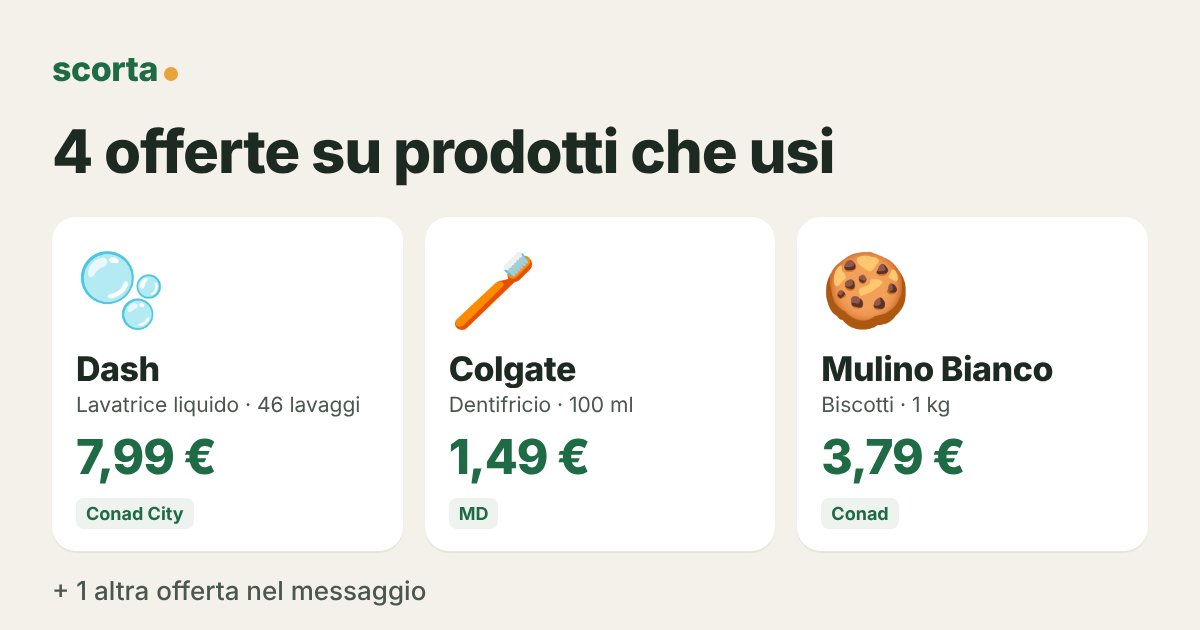 scorta
4 offerte su prodotti che usi
Dash
Lavatrice liquido · 46 lavaggi
7,99 €
Conad City
Colgate
Dentifricio · 100 ml
1,49 €
MD
Mulino Bianco
Biscotti · 1 kg
3,79 €
Conad
+ 1 altra offerta nel messaggio